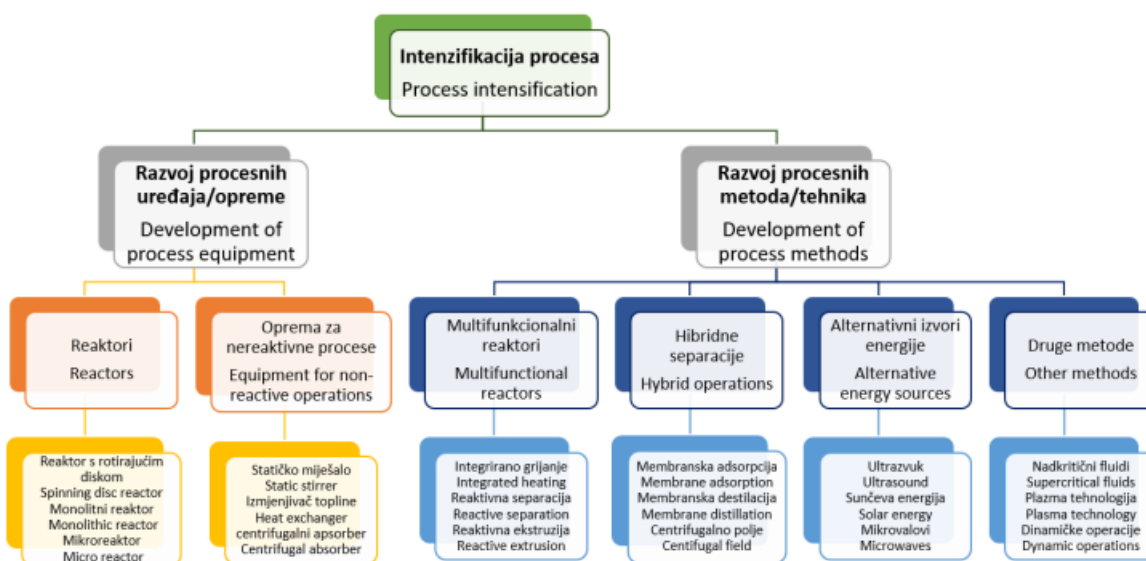 Intenzifikacija procesa
Process intensification
Razvoj procesnih
uređaja/opreme
Development of
process equipment
Razvoj procesnih
metoda/tehnika
Development of
process methods
Reaktori
Reactors
Oprema za
nereaktivne procese
Equipment for non-
reactive operations
Multifunkcionalni
reaktori
Multifunctional
reactors
Hibridne
separacije
Hybrid operations
Alternativni izvori
energije
Alternative
energy sources
Druge metode
Other methods
Reaktor s rotirajućim
diskom
Spinning disc reactor
Monolitni reaktor
Monolithic reactor
Mikroreaktor
Micro reactor
Statičko miješalo
Static stirrer
Izmjenjivač topline
Heat exchanger
centrifugalni apsorber
Centrifugal absorber
Integrirano grijanje
Integrated heating
Reaktivna separacija
Reactive separation
Reaktivna ekstruzija
Reactive extrusion
Membranska adsorpcija
Membrane adsorption
Membranska destilacija
Membrane distillation
Centrifugalno polje
Centifugal field
Ultrazvuk
Ultrasound
Sunčeva energija
Solar energy
Mikrovalovi
Microwaves
Nadkritični fluidi
Supercritical fluids
Plazma tehnologija
Plasma technology
Dinamičke operacije
Dynamic operations